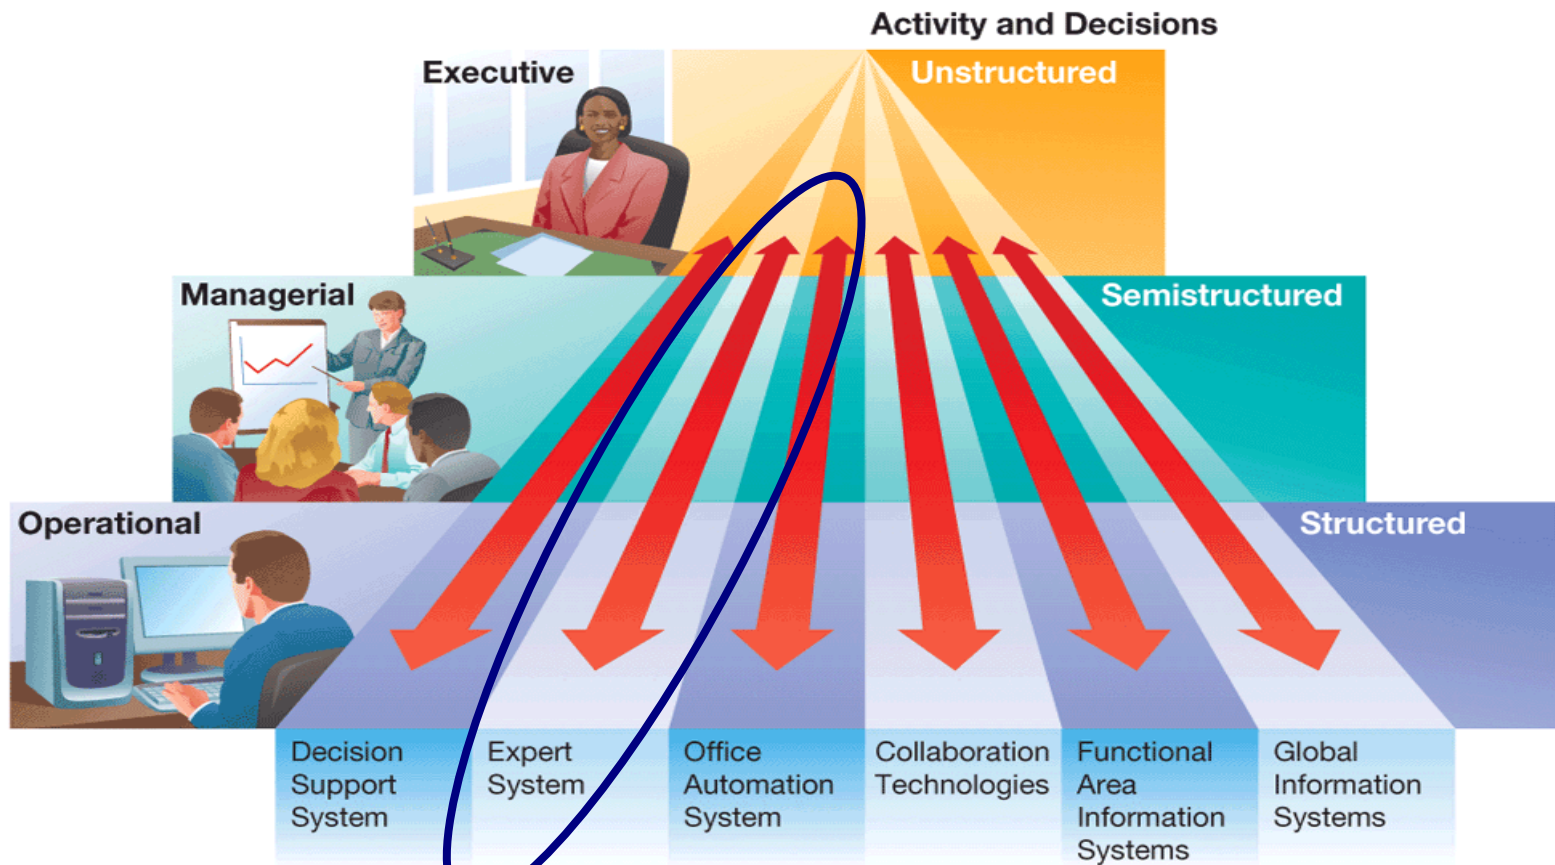 Activity and Decisions
Executive
Unstructured
Managerial
Semistructured
Operational
Structured
Decision
Support
System
Expert
System
Office
Automation
System
Collaboration
Technologies
Functional
Area
Information
Systems
Global
Information
Systems